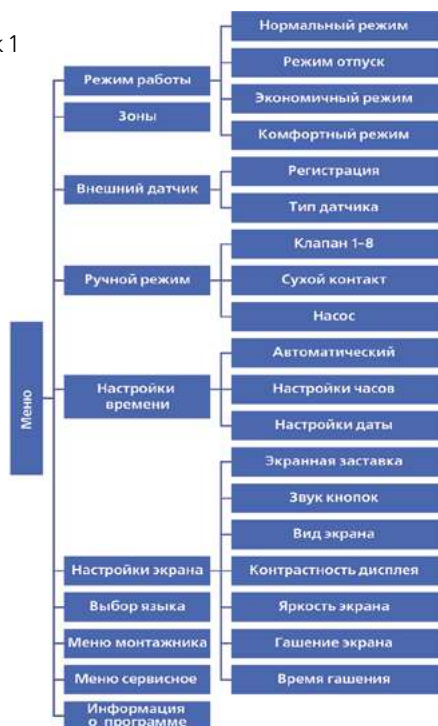 к 1
Меню
Режим работы
Нормальный режим
Режим отпуск
Экономичный режим
Комфортный режим
Зоны
Внешний датчик
Регистрация
Тип датчика
Ручной режим
Клапан 1–8
Сухой контакт
Насос
Настройки
времени
Автоматический
Настройки часов
Настройки даты
Настройки экрана
Экранная заставка
Звук кнопок
Вид экрана
Контрастность дисплея
Яркость экрана
Гашение экрана
Время гашения
Выбор языка
Меню монтажника
Меню сервисное
Информация
о программе